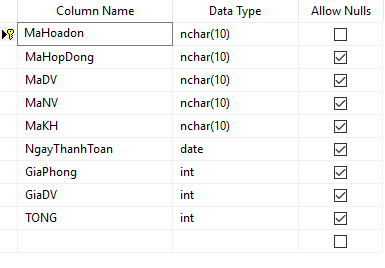 Column Name Data Type Allow Nulls
MaHoadon nchar(10)
MaHopDong nchar(10)
MaDV nchar(10)
MaNV nchar(10)
MaKH nchar(10)
NgayThanhToan date
GiaPhong int
GiaDV int
TONG int